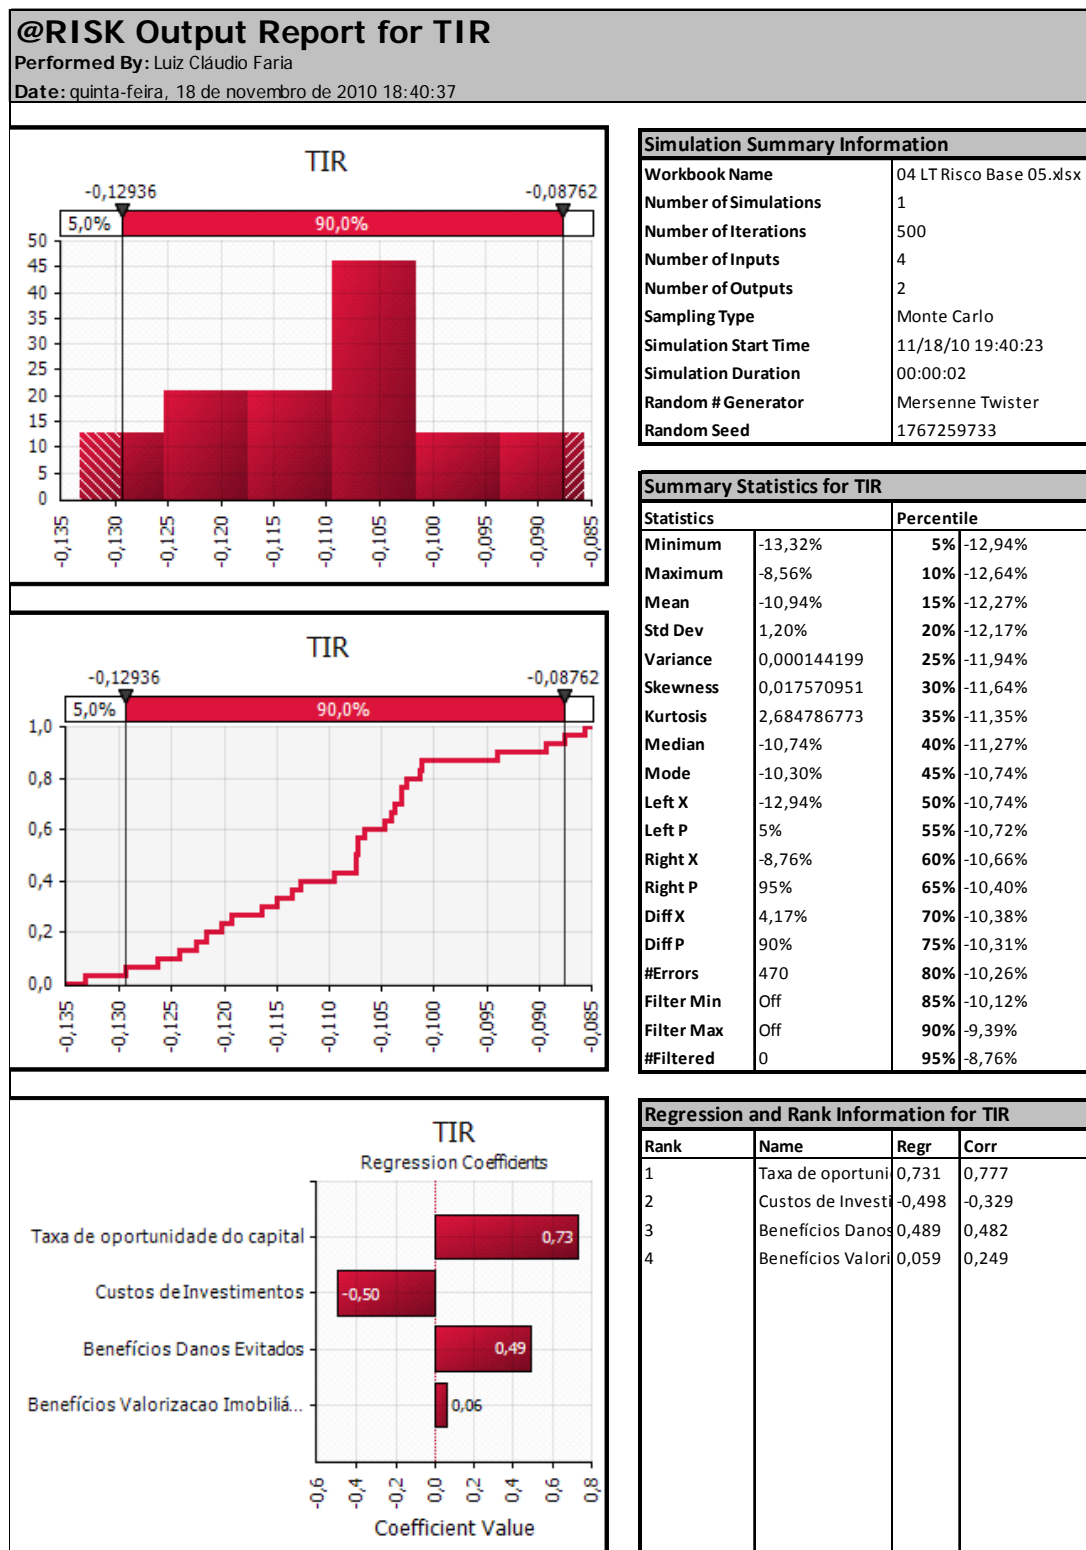 @RISK Output Report for TIR
Performed By: Luiz Cláudio Faria
Date: quinta-feira, 18 de novembro de 2010 18:40:37
TIR
-0,12936 -0,08762
5,0% 90,0%
50
45
40
35
30
25
20
15
10
5
0
-0,135 -0,130 -0,125 -0,120 -0,115 -0,110 -0,105 -0,100 -0,095 -0,090 -0,085
TIR
-0,12936 -0,08762
5,0% 90,0%
1,0
0,8
0,6
0,4
0,2
0,0
-0,135 -0,130 -0,125 -0,120 -0,115 -0,110 -0,105 -0,100 -0,095 -0,090 -0,085
TIR
Regression Coefficients
Taxa de oportunidade do capital 0,73
Custos de Investimentos -0,50
Benefícios Danos Evitados 0,49
Benefícios Valorizacao Imobiliá... 0,06
-0,6 -0,4 -0,2 0,0 0,2 0,4 0,6 0,8
Coefficient Value
Simulation Summary Information
Workbook Name 04 LT Risco Base 05.xlsx
Number of Simulations 1
Number of Iterations 500
Number of Inputs 4
Number of Outputs 2
Sampling Type Monte Carlo
Simulation Start Time 11/18/10 19:40:23
Simulation Duration 00:00:02
Random # Generator Mersenne Twister
Random Seed 1767259733
Summary Statistics for TIR
Statistics Percentile
Minimum -13,32% 5% -12,94%
Maximum -8,56% 10% -12,64%
Mean -10,94% 15% -12,27%
Std Dev 1,20% 20% -12,17%
Variance 0,000144199 25% -11,94%
Skewness 0,017570951 30% -11,64%
Kurtosis 2,684786773 35% -11,35%
Median -10,74% 40% -11,27%
Mode -10,30% 45% -10,74%
Left X -12,94% 50% -10,74%
Left P 5% 55% -10,72%
Right X -8,76% 60% -10,66%
Right P 95% 65% -10,40%
Diff X 4,17% 70% -10,38%
Diff P 90% 75% -10,31%
#Errors 470 80% -10,26%
Filter Min Off 85% -10,12%
Filter Max Off 90% -9,39%
#Filtered 0 95% -8,76%
Regression and Rank Information for TIR
Rank Name Regr Corr
1 Taxa de oportuni 0,731 0,777
2 Custos de Investi -0,498 -0,329
3 Benefícios Danos 0,489 0,482
4 Benefícios Valori 0,059 0,249